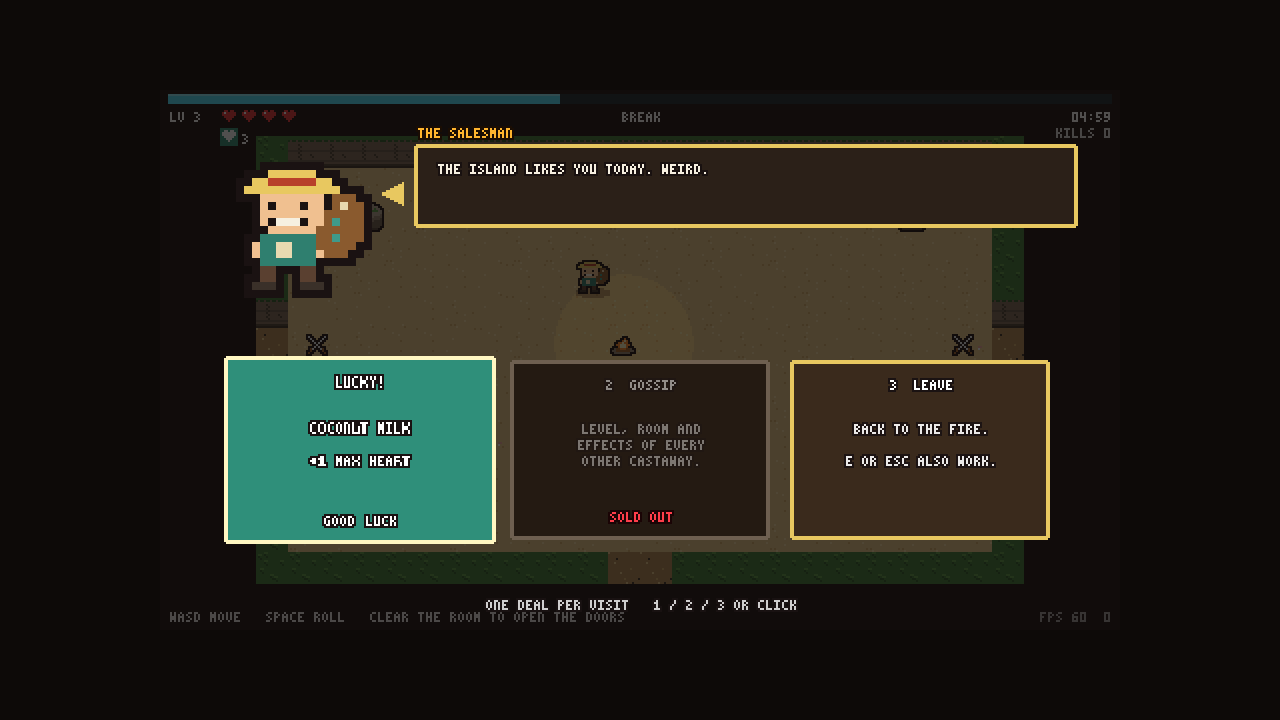 LV 3
BREAK
04:59
3
THE SALESMAN
KILLS 0
THE ISLAND LIKES YOU TODAY. WEIRD.
LUCKY!
COCONUT MILK
+1 MAX HEART
GOOD LUCK
2 GOSSIP
LEVEL, ROOM AND
EFFECTS OF EVERY
OTHER CASTAWAY.
SOLD OUT
3 LEAVE
BACK TO THE FIRE.
E OR ESC ALSO WORK.
ONE DEAL PER VISIT 1 / 2 / 3 OR CLICK
WASD MOVE SPACE ROLL CLEAR THE ROOM TO OPEN THE DOORS
FPS 60 0